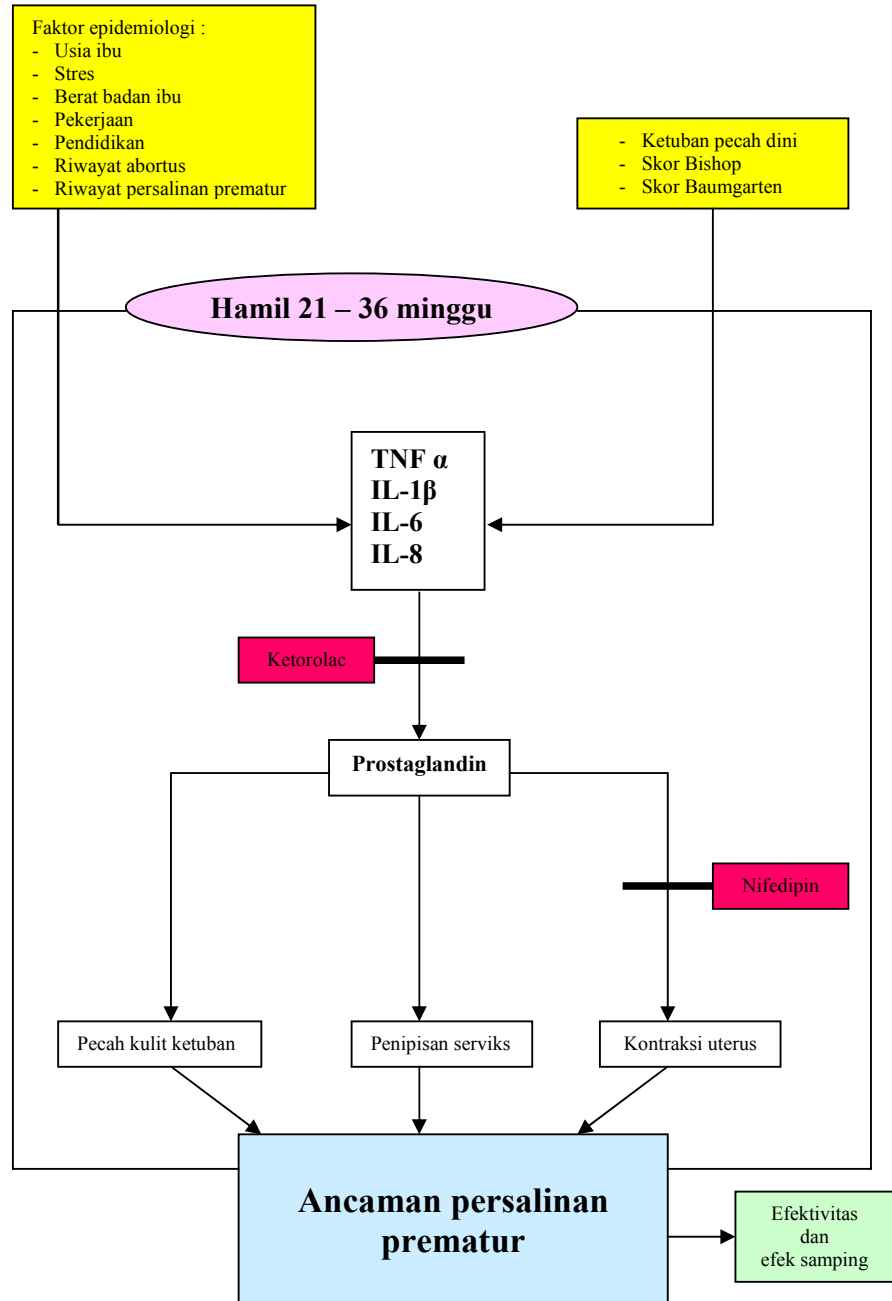 Faktor epidemiologi :
- Usia ibu
- Stres
- Berat badan ibu
- Pekerjaan
- Pendidikan
- Riwayat abortus
- Riwayat persalinan prematur
- Ketuban pecah dini
- Skor Bishop
- Skor Baumgarten
Hamil 21 – 36 minggu
TNF α
IL-1β
IL-6
IL-8
Ketorolac
Prostaglandin
Nifedipin
Pecah kulit ketuban
Penipisan serviks
Kontraksi uterus
Ancaman persalinan
prematur
Efektivitas
dan
efek samping